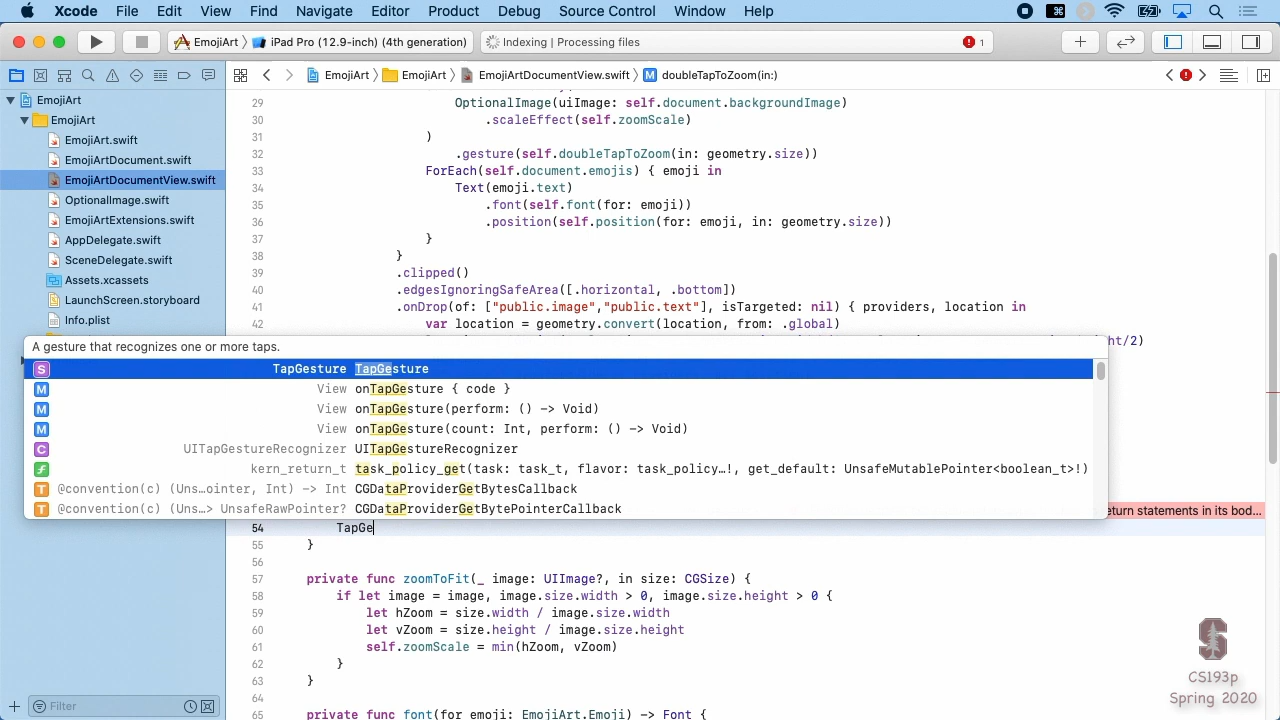 Xcode File Edit View Find Navigate Editor Product Debug Source Control Window Help
EmojiArt iPad Pro (12.9-inch) (4th generation) Indexing | Processing files 1
EmojiArt EmojiArt EmojiArtDocumentView.swift M doubleTapToZoom(in:)
EmojiArt
EmojiArt
EmojiArt.swift
EmojiArtDocument.swift
EmojiArtDocumentView.swift
OptionalImage.swift
EmojiArtExtensions.swift
AppDelegate.swift
SceneDelegate.swift
Assets.xcassets
LaunchScreen.storyboard
Info.plist
Filter
29 OptionalImage(uiImage: self.document.backgroundImage)
30 .scaleEffect(self.zoomScale)
31 )
32 .gesture(self.doubleTapToZoom(in: geometry.size))
33 ForEach(self.document.emojis) { emoji in
34 Text(emoji.text)
35 .font(self.font(for: emoji))
36 .position(self.position(for: emoji, in: geometry.size))
37 }
38 }
39 .clipped()
40 .edgesIgnoringSafeArea([.horizontal, .bottom])
41 .onDrop(of: ["public.image","public.text"], isTargeted: nil) { providers, location in
42 var location = geometry.convert(location, from: .global)
ht/2)
A gesture that recognizes one or more taps.
S TapGesture TapGesture
M View onTapGesture { code }
M View onTapGesture(perform: () -> Void)
M View onTapGesture(count: Int, perform: () -> Void)
C UITapGestureRecognizer UITapGestureRecognizer
f kern_return_t task_policy_get(task: task_t, flavor: task_policy…!, get_default: UnsafeMutablePointer<boolean_t>!)
T @convention(c) (Uns…ointer, Int) -> Int CGDataProviderGetBytesCallback
T @convention(c) (Uns…> UnsafeRawPointer? CGDataProviderGetBytePointerCallback
eturn statements in its bod...
54 TapGe
55 }
56
57 private func zoomToFit(_ image: UIImage?, in size: CGSize) {
58 if let image = image, image.size.width > 0, image.size.height > 0 {
59 let hZoom = size.width / image.size.width
60 let vZoom = size.height / image.size.height
61 self.zoomScale = min(hZoom, vZoom)
62 }
63 }
64
65 private func font(for emoji: EmojiArt.Emoji) -> Font {
S
CS193p
Spring 2020